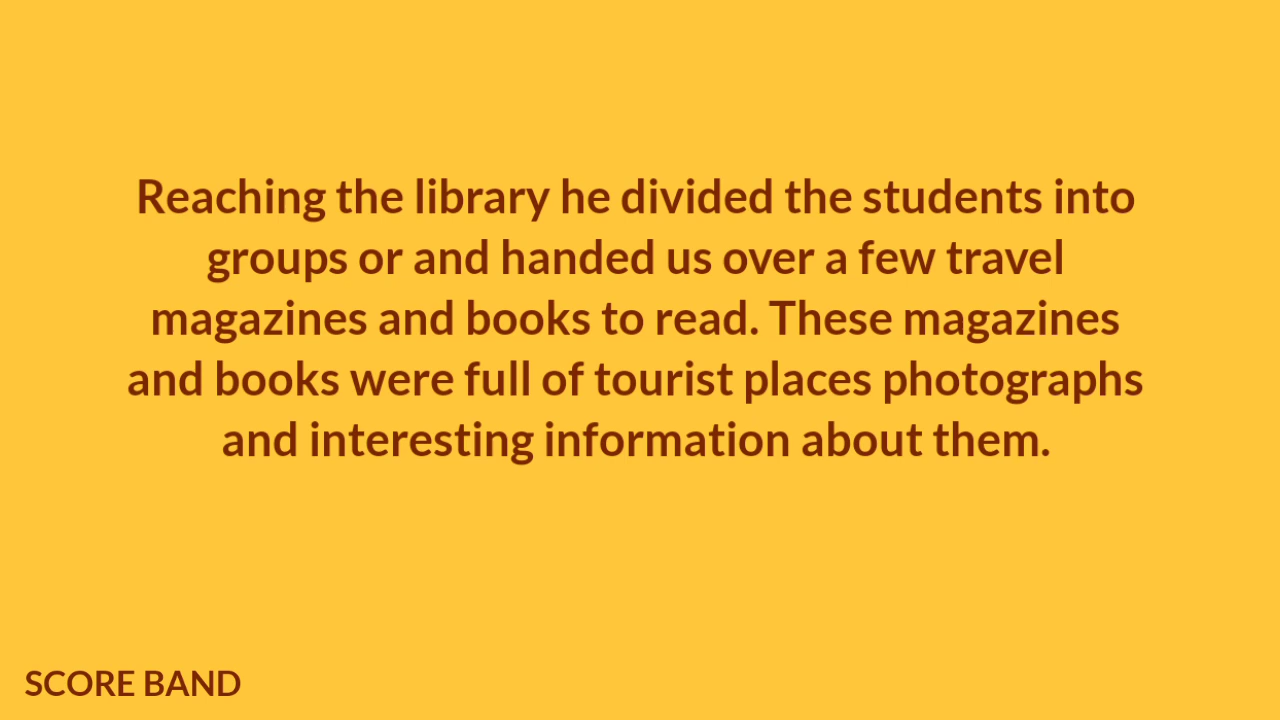 Reaching the library he divided the students into
groups or and handed us over a few travel
magazines and books to read. These magazines
and books were full of tourist places photographs
and interesting information about them.
SCORE BAND